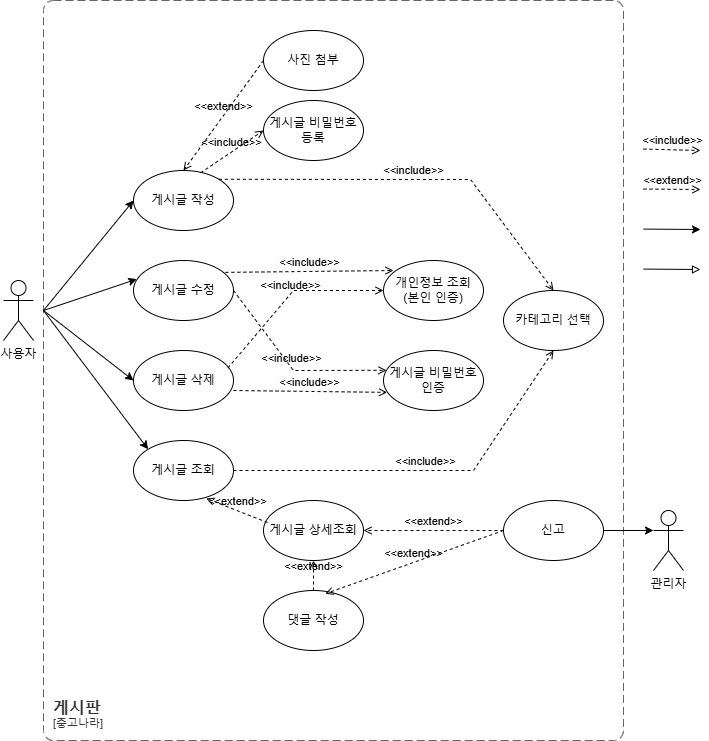 사진 첨부
<<extend>>
게시글 비밀번호
등록
<<include>>
<<include>>
<<include>>
<<extend>>
게시글 작성
<<include>>
게시글 수정
<<include>>
개인정보 조회
(본인 인증)
카테고리 선택
사용자
<<include>>
<<include>>
게시글 삭제
게시글 비밀번호
인증
<<include>>
게시글 조회
<<include>>
<<extend>>
게시글 상세조회
<<extend>>
신고
<<extend>>
<<extend>>
관리자
댓글 작성
게시판
[중고나라]